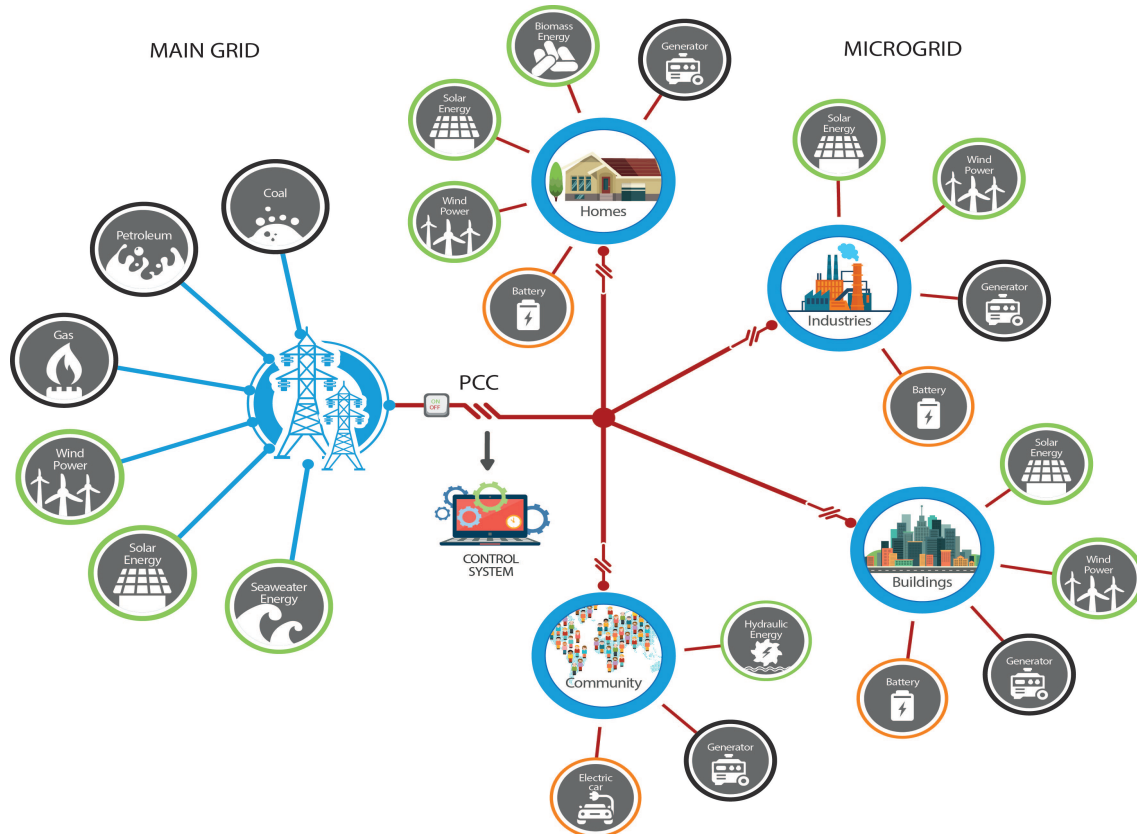 MAIN GRID
MICROGRID
Biomass
Energy
Generator
Solar
Energy
Wind
Power
Homes
Battery
Solar
Energy
Wind
Power
Generator
Industries
Battery
Coal
Petroleum
Gas
Wind
Power
Solar
Energy
Seaweater
Energy
ON
OFF
PCC
CONTROL
SYSTEM
Solar
Energy
Wind
Power
Buildings
Generator
Battery
Hydraulic
Energy
Community
Generator
Electric
car